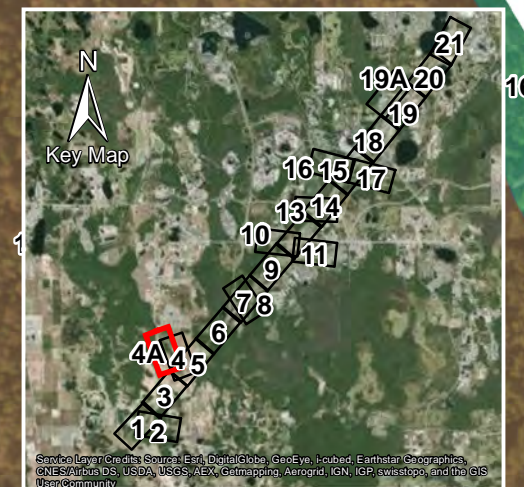 21
19A 20
10
19
N
18
Key Map
16 15
17
13 14
10
11
9
7 8
6
4A 4 5
3
1 2
Service Layer Credits: Source: Esri, DigitalGlobe, GeoEye, i-cubed, Earthstar Geographics,
CNES/Airbus DS, USDA, USGS, AEX, Getmapping, Aerogrid, IGN, IGP, swisstopo, and the GIS
User Community